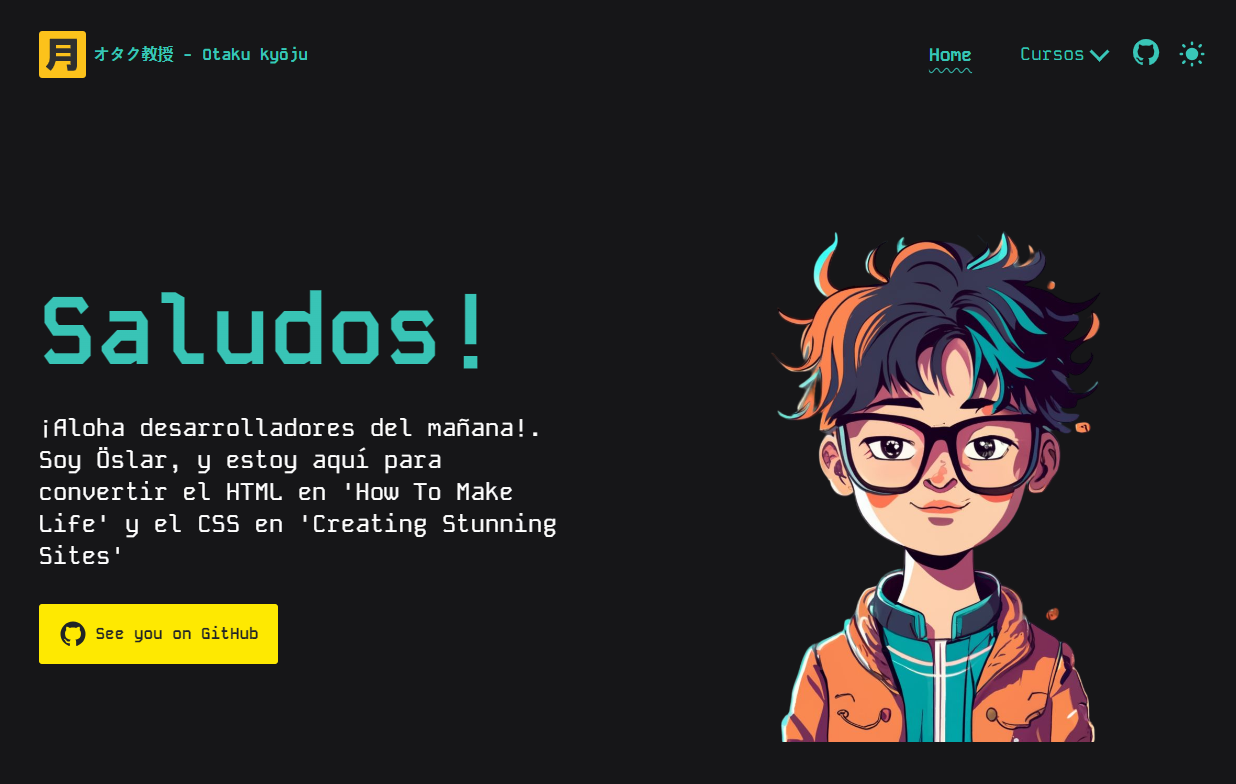 月 オタク教授 - Otaku Kyōju
Home
Cursos
Saludos!
¡Aloha desarrolladores del mañana!.
Soy Öslar, y estoy aquí para
convertir el HTML en 'How To Make
Life' y el CSS en 'Creating Stunning
Sites'
See you on GitHub